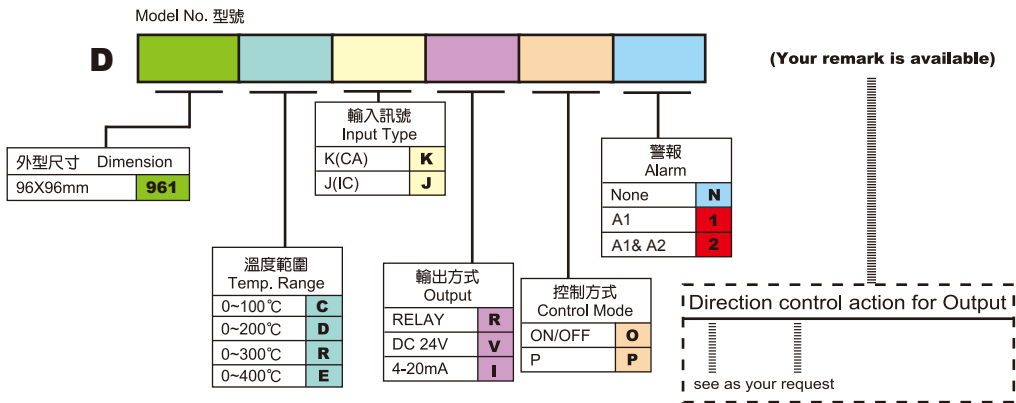 Model No. 型號
D
(Your remark is available)
外型尺寸 Dimension
96X96mm 961
溫度範圍
Temp. Range
0~100℃ C
0~200℃ D
0~300℃ R
0~400℃ E
輸入訊號
Input Type
K(CA) K
J(IC) J
輸出方式
Output
RELAY R
DC 24V V
4-20mA I
控制方式
Control Mode
ON/OFF O
P P
警報
Alarm
None N
A1 1
A1& A2 2
Direction control action for Output
see as your request